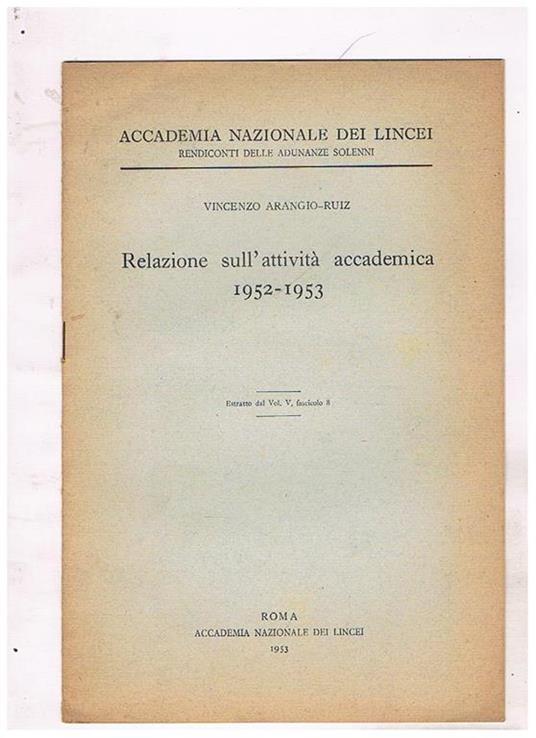 ACCADEMIA NAZIONALE DEI LINCEI
RENDICONTI DELLE ADUNANZE SOLENNI
VINCENZO ARANGIO-RUIZ
Relazione sull'attività accademica
1952-1953
Estratto dal Vol. V, fascicolo 8
ROMA
ACCADEMIA NAZIONALE DEI LINCEI
1953